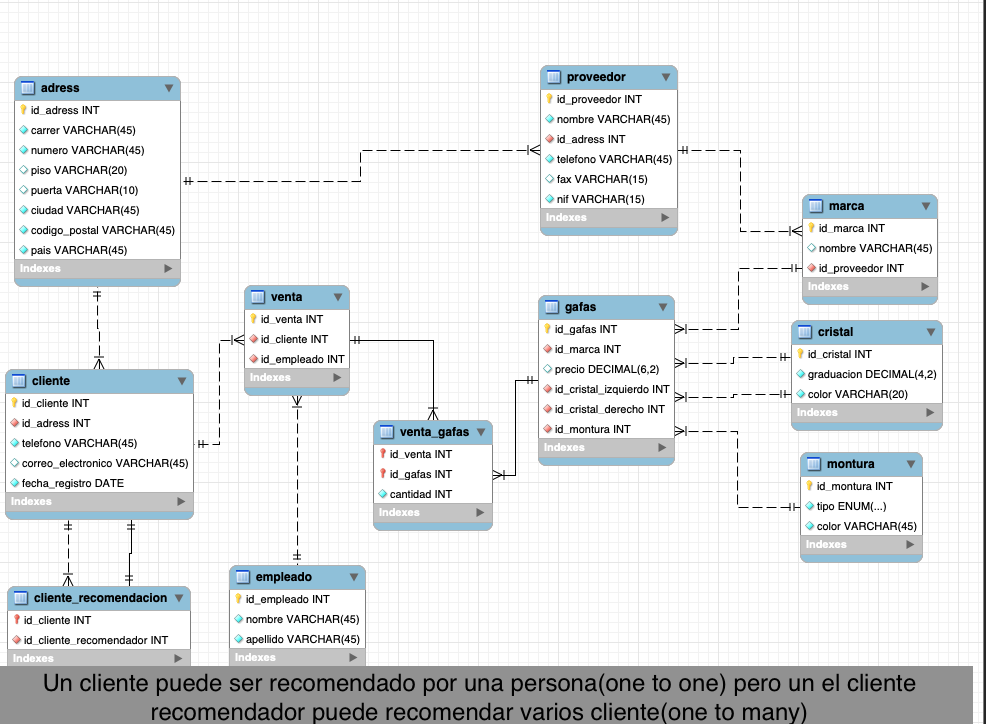 adress
id_adress INT
carrer VARCHAR(45)
numero VARCHAR(45)
piso VARCHAR(20)
puerta VARCHAR(10)
ciudad VARCHAR(45)
codigo_postal VARCHAR(45)
pais VARCHAR(45)
Indexes
proveedor
id_proveedor INT
nombre VARCHAR(45)
id_adress INT
telefono VARCHAR(45)
fax VARCHAR(15)
nif VARCHAR(15)
Indexes
marca
id_marca INT
nombre VARCHAR(45)
id_proveedor INT
Indexes
venta
id_venta INT
id_cliente INT
id_empleado INT
Indexes
gafas
id_gafas INT
id_marca INT
precio DECIMAL(6,2)
id_cristal_izquierdo INT
id_cristal_derecho INT
id_montura INT
Indexes
cristal
id_cristal INT
graduacion DECIMAL(4,2)
color VARCHAR(20)
Indexes
cliente
id_cliente INT
id_adress INT
telefono VARCHAR(45)
correo_electronico VARCHAR(45)
fecha_registro DATE
Indexes
venta_gafas
id_venta INT
id_gafas INT
cantidad INT
Indexes
montura
id_montura INT
tipo ENUM(...)
color VARCHAR(45)
Indexes
cliente_recomendacion
id_cliente INT
id_cliente_recomendador INT
Indexes
empleado
id_empleado INT
nombre VARCHAR(45)
apellido VARCHAR(45)
Indexes
Un cliente puede ser recomendado por una persona(one to one) pero un el cliente
recomendador puede recomendar varios cliente(one to many)